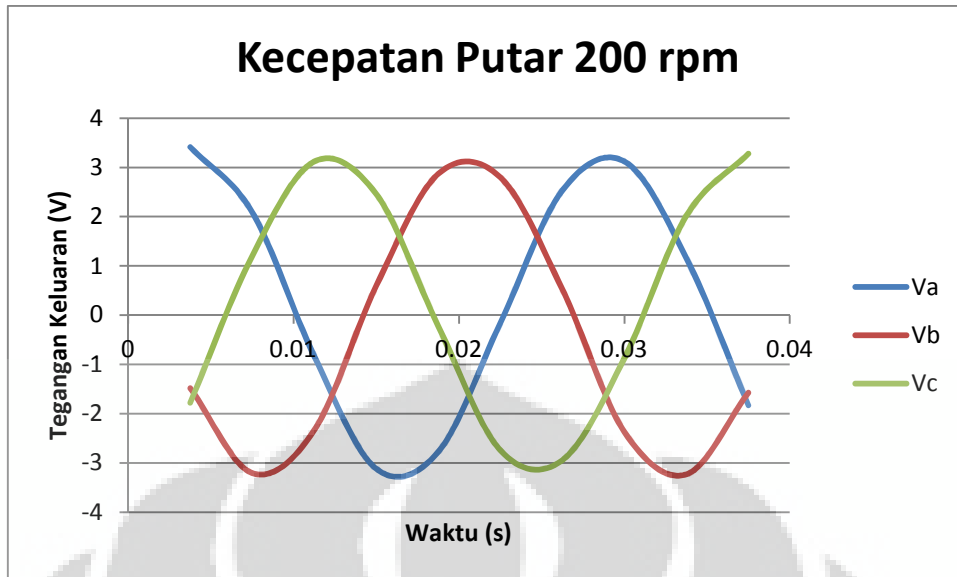 Kecepatan Putar 200 rpm
4
3
2
1
0
-1
-2
-3
-4
0
0.01
0.02
0.03
0.04
Tegangan Keluaran (V)
Waktu (s)
Va
Vb
Vc